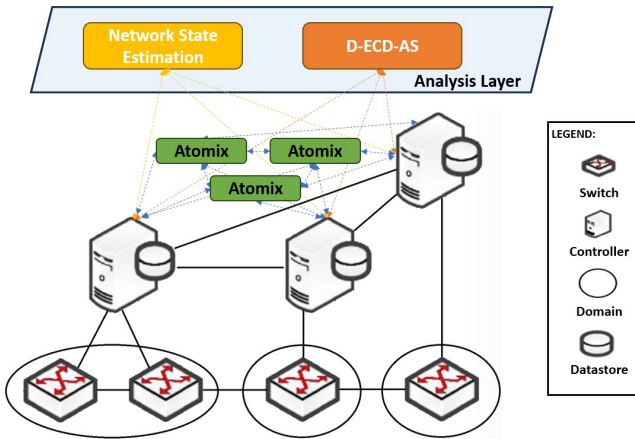 Network State
Estimation
D-ECD-AS
Analysis Layer
Atomix
Atomix
Atomix
LEGEND:
Switch
Controller
Domain
Datastore